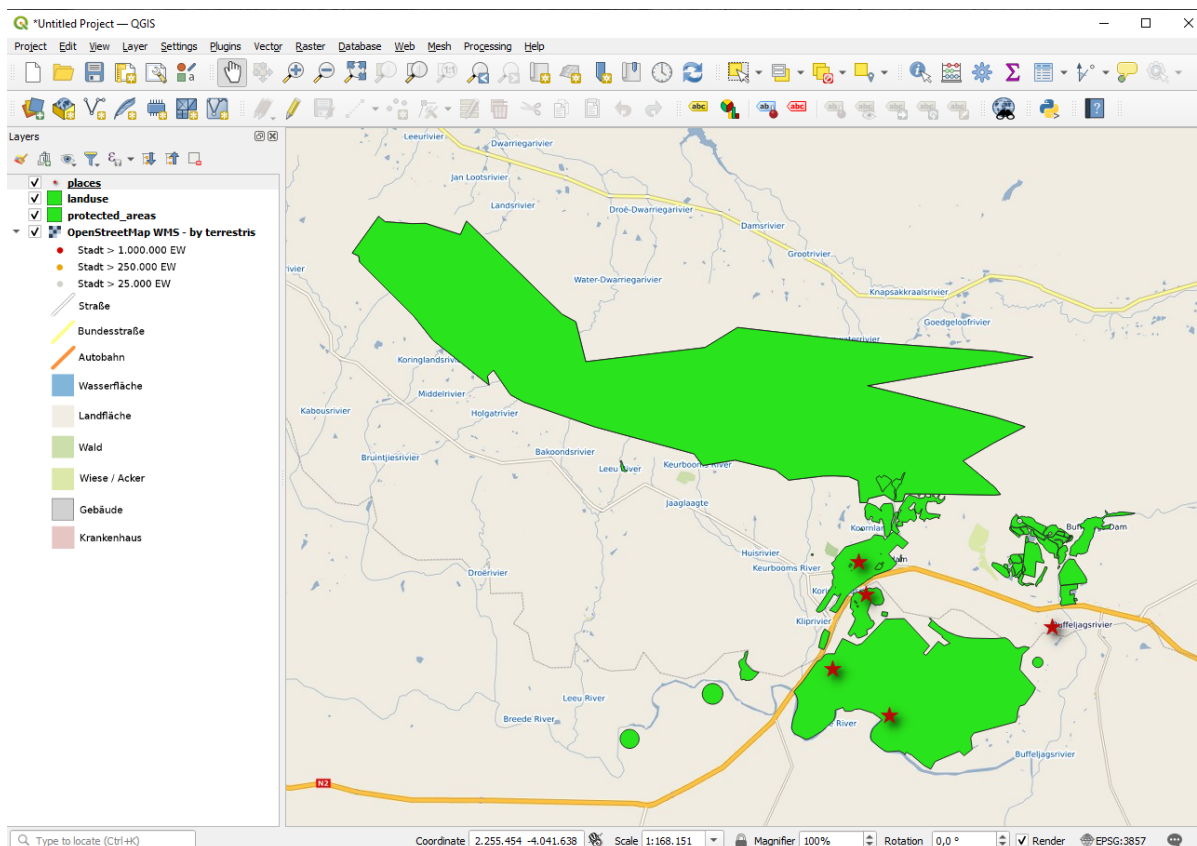 *Untitled Project — QGIS
Project Edit View Layer Settings Plugins Vector Raster Database Web Mesh Processing Help
Layers
places
landuse
protected_areas
OpenStreetMap WMS - by terrestris
Stadt > 1.000.000 EW
Stadt > 250.000 EW
Stadt > 25.000 EW
Straße
Bundesstraße
Autobahn
Wasserfläche
Landfläche
Wald
Wiese / Acker
Gebäude
Krankenhaus
Leeurivier
Dwarriegarivier
Jan Lootsrivier
Landsrivier
Droë-Dwarriegarivier
Damsrivier
Grootrivier
Water-Dwarriegarivier
Knapsakkraalsrivier
Goedgeloofrivier
Koringlandsrivi
Middelrivier
Kabousrivier
Holgatrivier
Bakoondsrivier
Bruintjiesrivier
Leeu River
Keurbooms River
Jaaglaagte
Koornlan
Dam
Huisrivier
Keurbooms River
Droërivier
Kliprivier
Buffeljagsrivier
Leeu River
Breede River
e River
Buffeljagsrivier
N2
Type to locate (Ctrl+K)
Coordinate 2.255.454 -4.041.638 Scale 1:168.151 Magnifier 100% Rotation 0,0 ° Render EPSG:3857